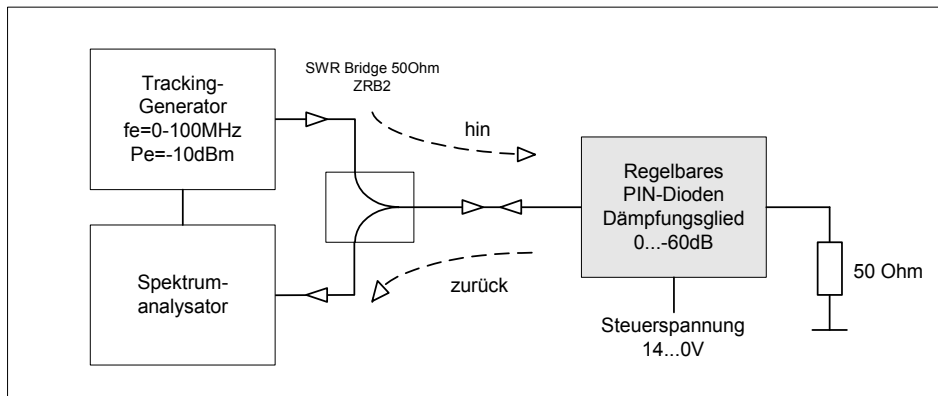 Tracking-
Generator
fe=0-100MHz
Pe=-10dBm
SWR Bridge 50Ohm
ZRB2
hin
Regelbares
PIN-Dioden
Dämpfungsglied
0...-60dB
Spektrum-
analysator
zurück
50 Ohm
Steuerspannung
14...0V